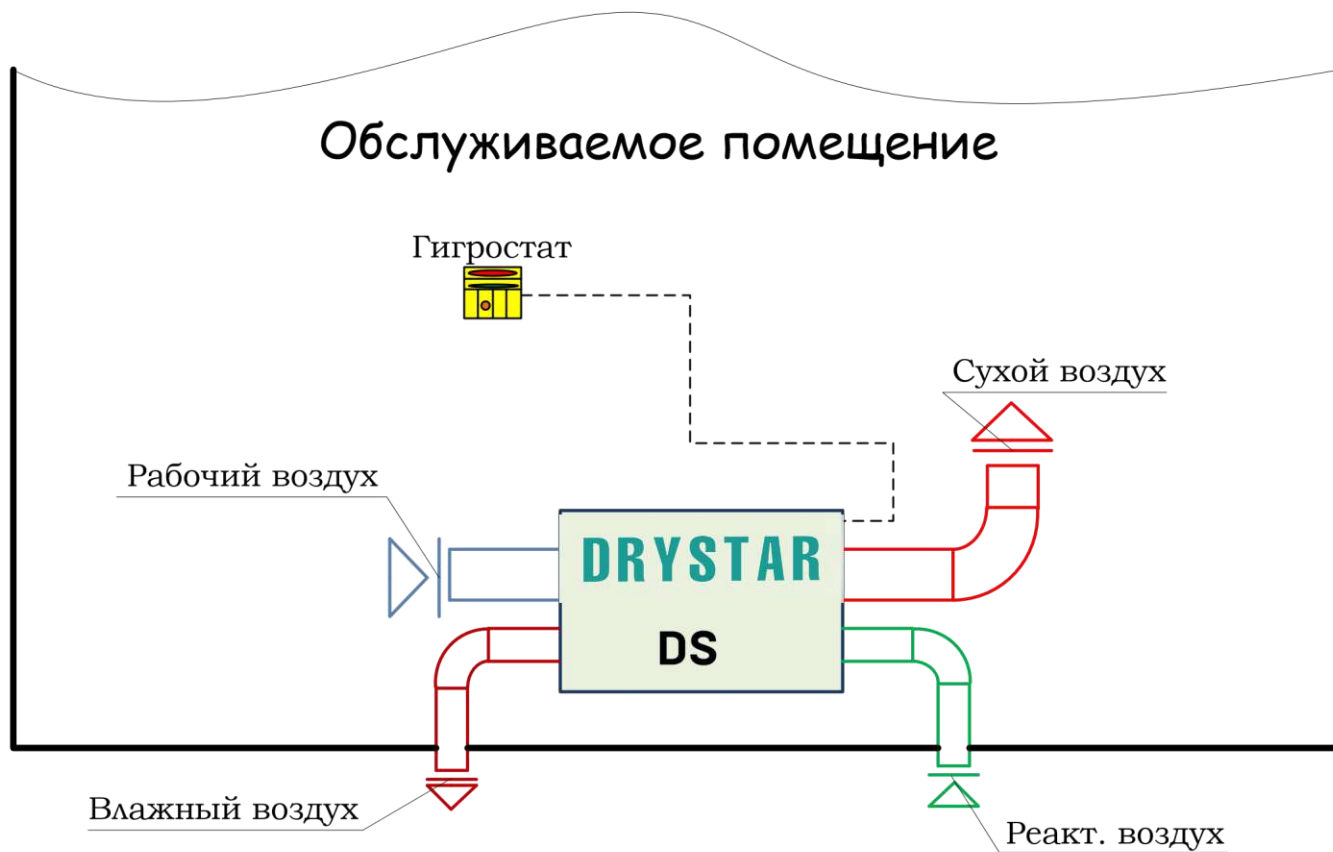 Обслуживаемое помещение
Гигростат
Сухой воздух
Рабочий воздух
DRYSTAR
DS
Влажный воздух
Реакт. воздух